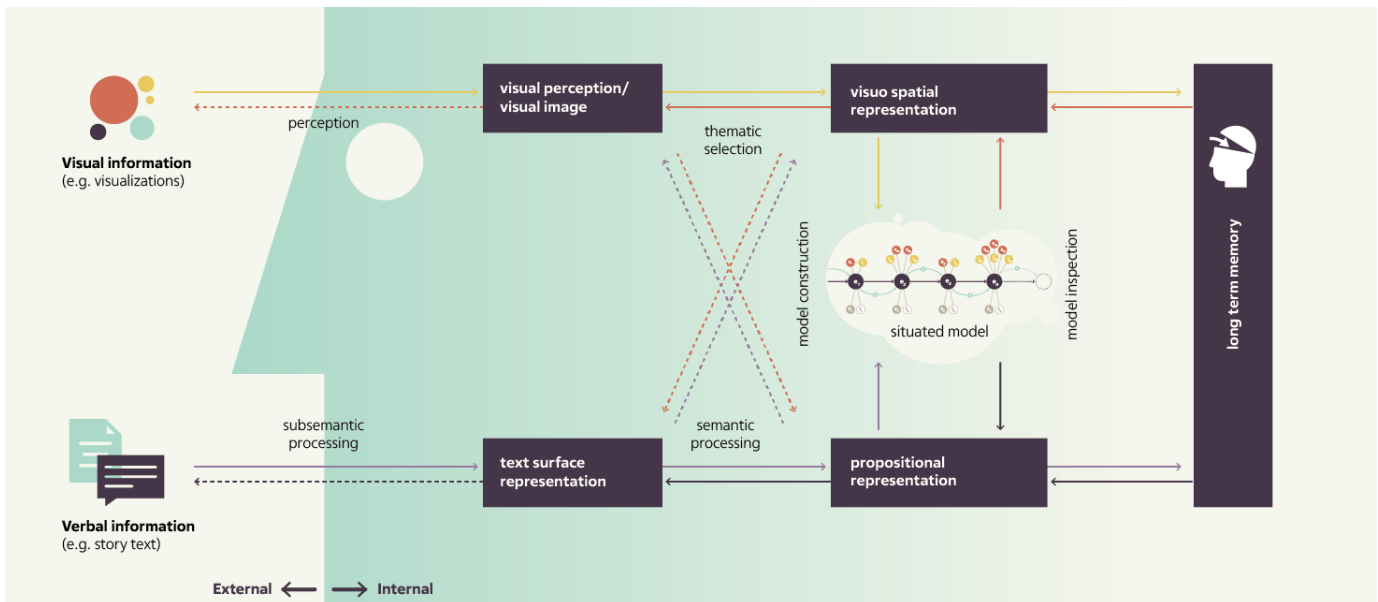 visual perception/
visual image
visuo spatial
representation
perception
thematic
selection
Visual information
(e.g. visualizations)
model construction
situated model
model inspection
long term memory
subsemantic
processing
semantic
processing
text surface
representation
propositional
representation
Verbal information
(e.g. story text)
External
Internal